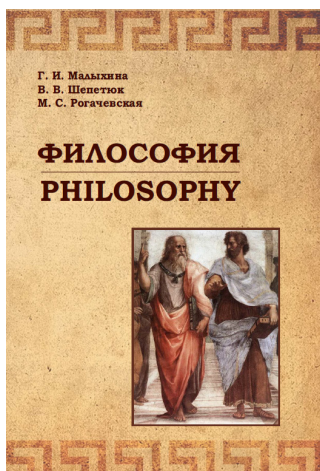 Г. И. Малыхина
В. В. Шепетюк
М. С. Рогачевская
ФИЛОСОФИЯ
PHILOSOPHY